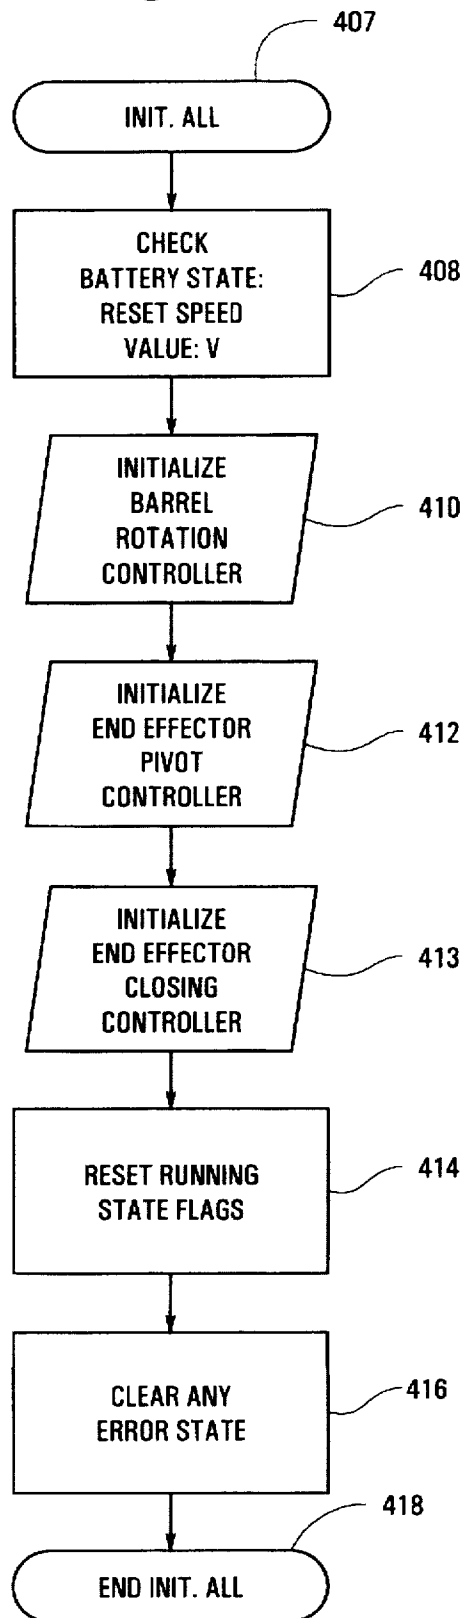 407
INIT. ALL
CHECK
BATTERY STATE:
RESET SPEED
VALUE: V
408
INITIALIZE
BARREL
ROTATION
CONTROLLER
410
INITIALIZE
END EFFECTOR
PIVOT
CONTROLLER
412
INITIALIZE
END EFFECTOR
CLOSING
CONTROLLER
413
RESET RUNNING
STATE FLAGS
414
CLEAR ANY
ERROR STATE
416
418
END INIT. ALL